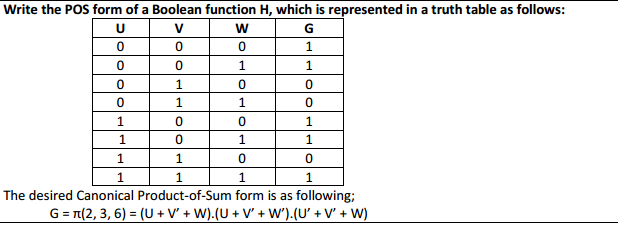 Write the POS form of a Boolean function H, which is represented in a truth table as follows:
U V W G
0 0 0 1
0 0 1 1
0 1 0 0
0 1 1 0
1 0 0 1
1 0 1 1
1 1 0 0
1 1 1 1
The desired Canonical Product-of-Sum form is as following;
G = π(2, 3, 6) = (U + V’ + W).(U + V’ + W’).(U’ + V’ + W)